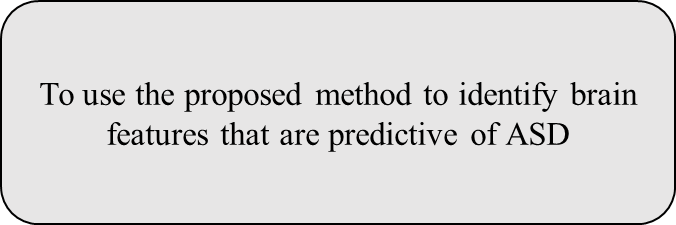 To use the proposed method to identify brain
features that are predictive of ASD